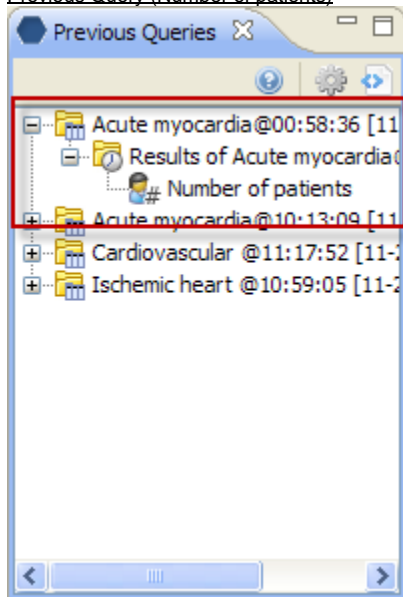 Previous Query (Number of patients)
Previous Queries
Acute myocardia@00:58:36 [11
Results of Acute myocardia
Number of patients
Acute myocardia@10:13:09 [11
Cardiovascular @11:17:52 [11-2
Ischemic heart @10:59:05 [11-2